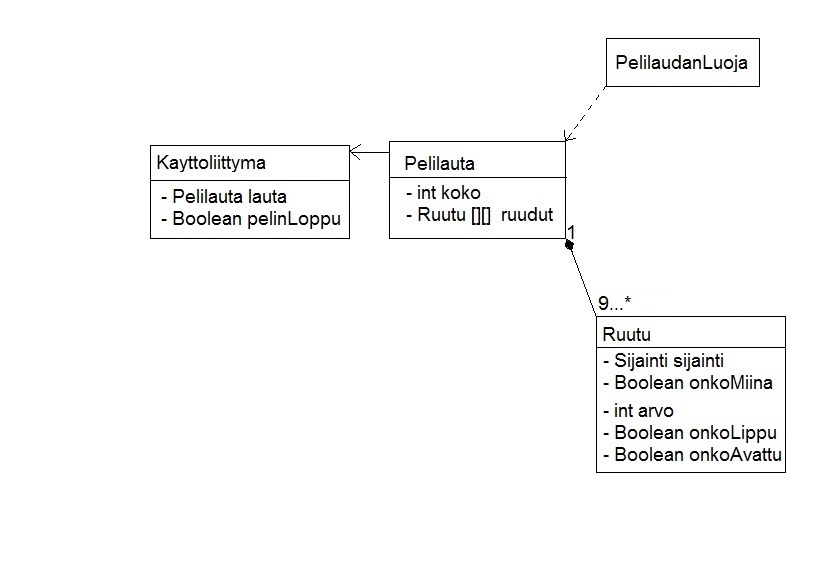 PelilaudanLuoja
Kayttoliittyma
- Pelilauta lauta
- Boolean pelinLoppu
Pelilauta
- int koko
- Ruutu [][] ruudut
1
9...*
Ruutu
- Sijainti sijainti
- Boolean onkoMiina
- int arvo
- Boolean onkoLippu
- Boolean onkoAvattu